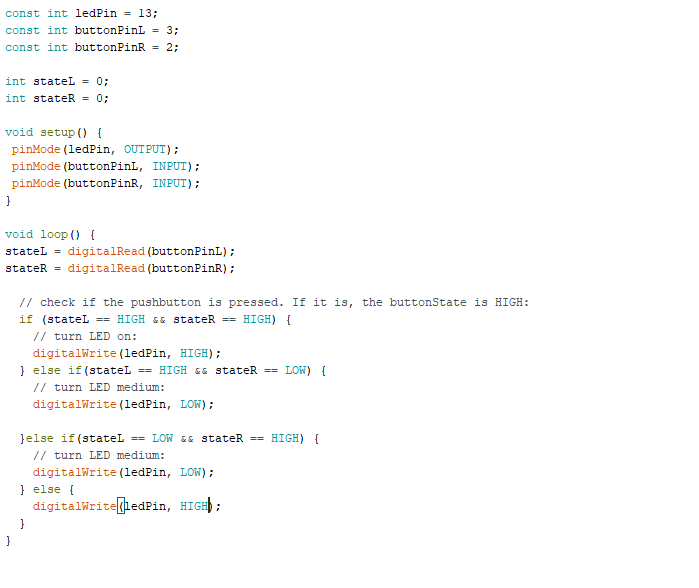 const int ledPin = 13;
const int buttonPinL = 3;
const int buttonPinR = 2;

int stateL = 0;
int stateR = 0;

void setup() {
 pinMode(ledPin, OUTPUT);
 pinMode(buttonPinL, INPUT);
 pinMode(buttonPinR, INPUT);
}

void loop() {
stateL = digitalRead(buttonPinL);
stateR = digitalRead(buttonPinR);

  // check if the pushbutton is pressed. If it is, the buttonState is HIGH:
  if (stateL == HIGH && stateR == HIGH) {
    // turn LED on:
    digitalWrite(ledPin, HIGH);
  } else if(stateL == HIGH && stateR == LOW) {
    // turn LED medium:
    digitalWrite(ledPin, LOW);

  }else if(stateL == LOW && stateR == HIGH) {
    // turn LED medium:
    digitalWrite(ledPin, LOW);
  } else {
    digitalWrite(ledPin, HIGH);
  }
}